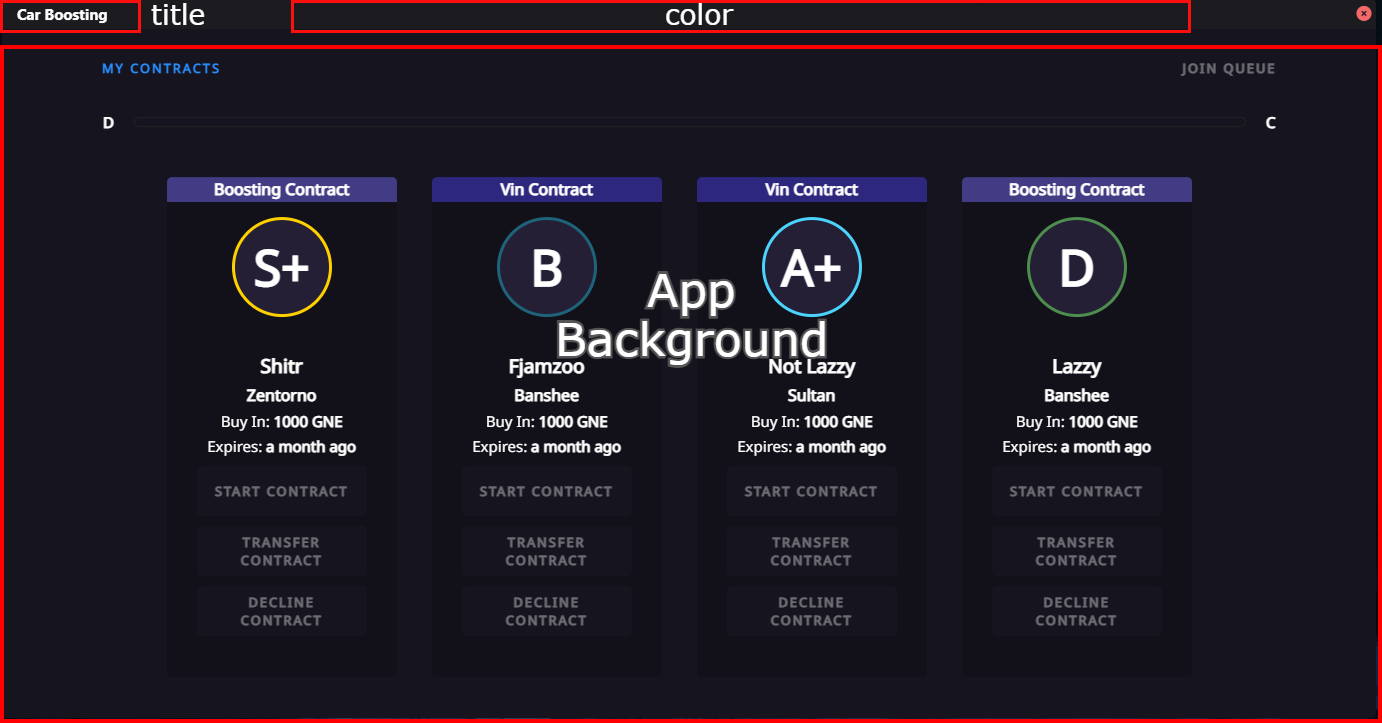 Car Boosting
title
color
MY CONTRACTS
JOIN QUEUE
D
C
Boosting Contract
S+
Shitr
Zentorno
Buy In: 1000 GNE
Expires: a month ago
START CONTRACT
TRANSFER
CONTRACT
DECLINE
CONTRACT
Vin Contract
B
Fjamzoo
Banshee
Buy In: 1000 GNE
Expires: a month ago
START CONTRACT
TRANSFER
CONTRACT
DECLINE
CONTRACT
App
Background
Vin Contract
A+
Not Lazzy
Sultan
Buy In: 1000 GNE
Expires: a month ago
START CONTRACT
TRANSFER
CONTRACT
DECLINE
CONTRACT
Boosting Contract
D
Lazzy
Banshee
Buy In: 1000 GNE
Expires: a month ago
START CONTRACT
TRANSFER
CONTRACT
DECLINE
CONTRACT